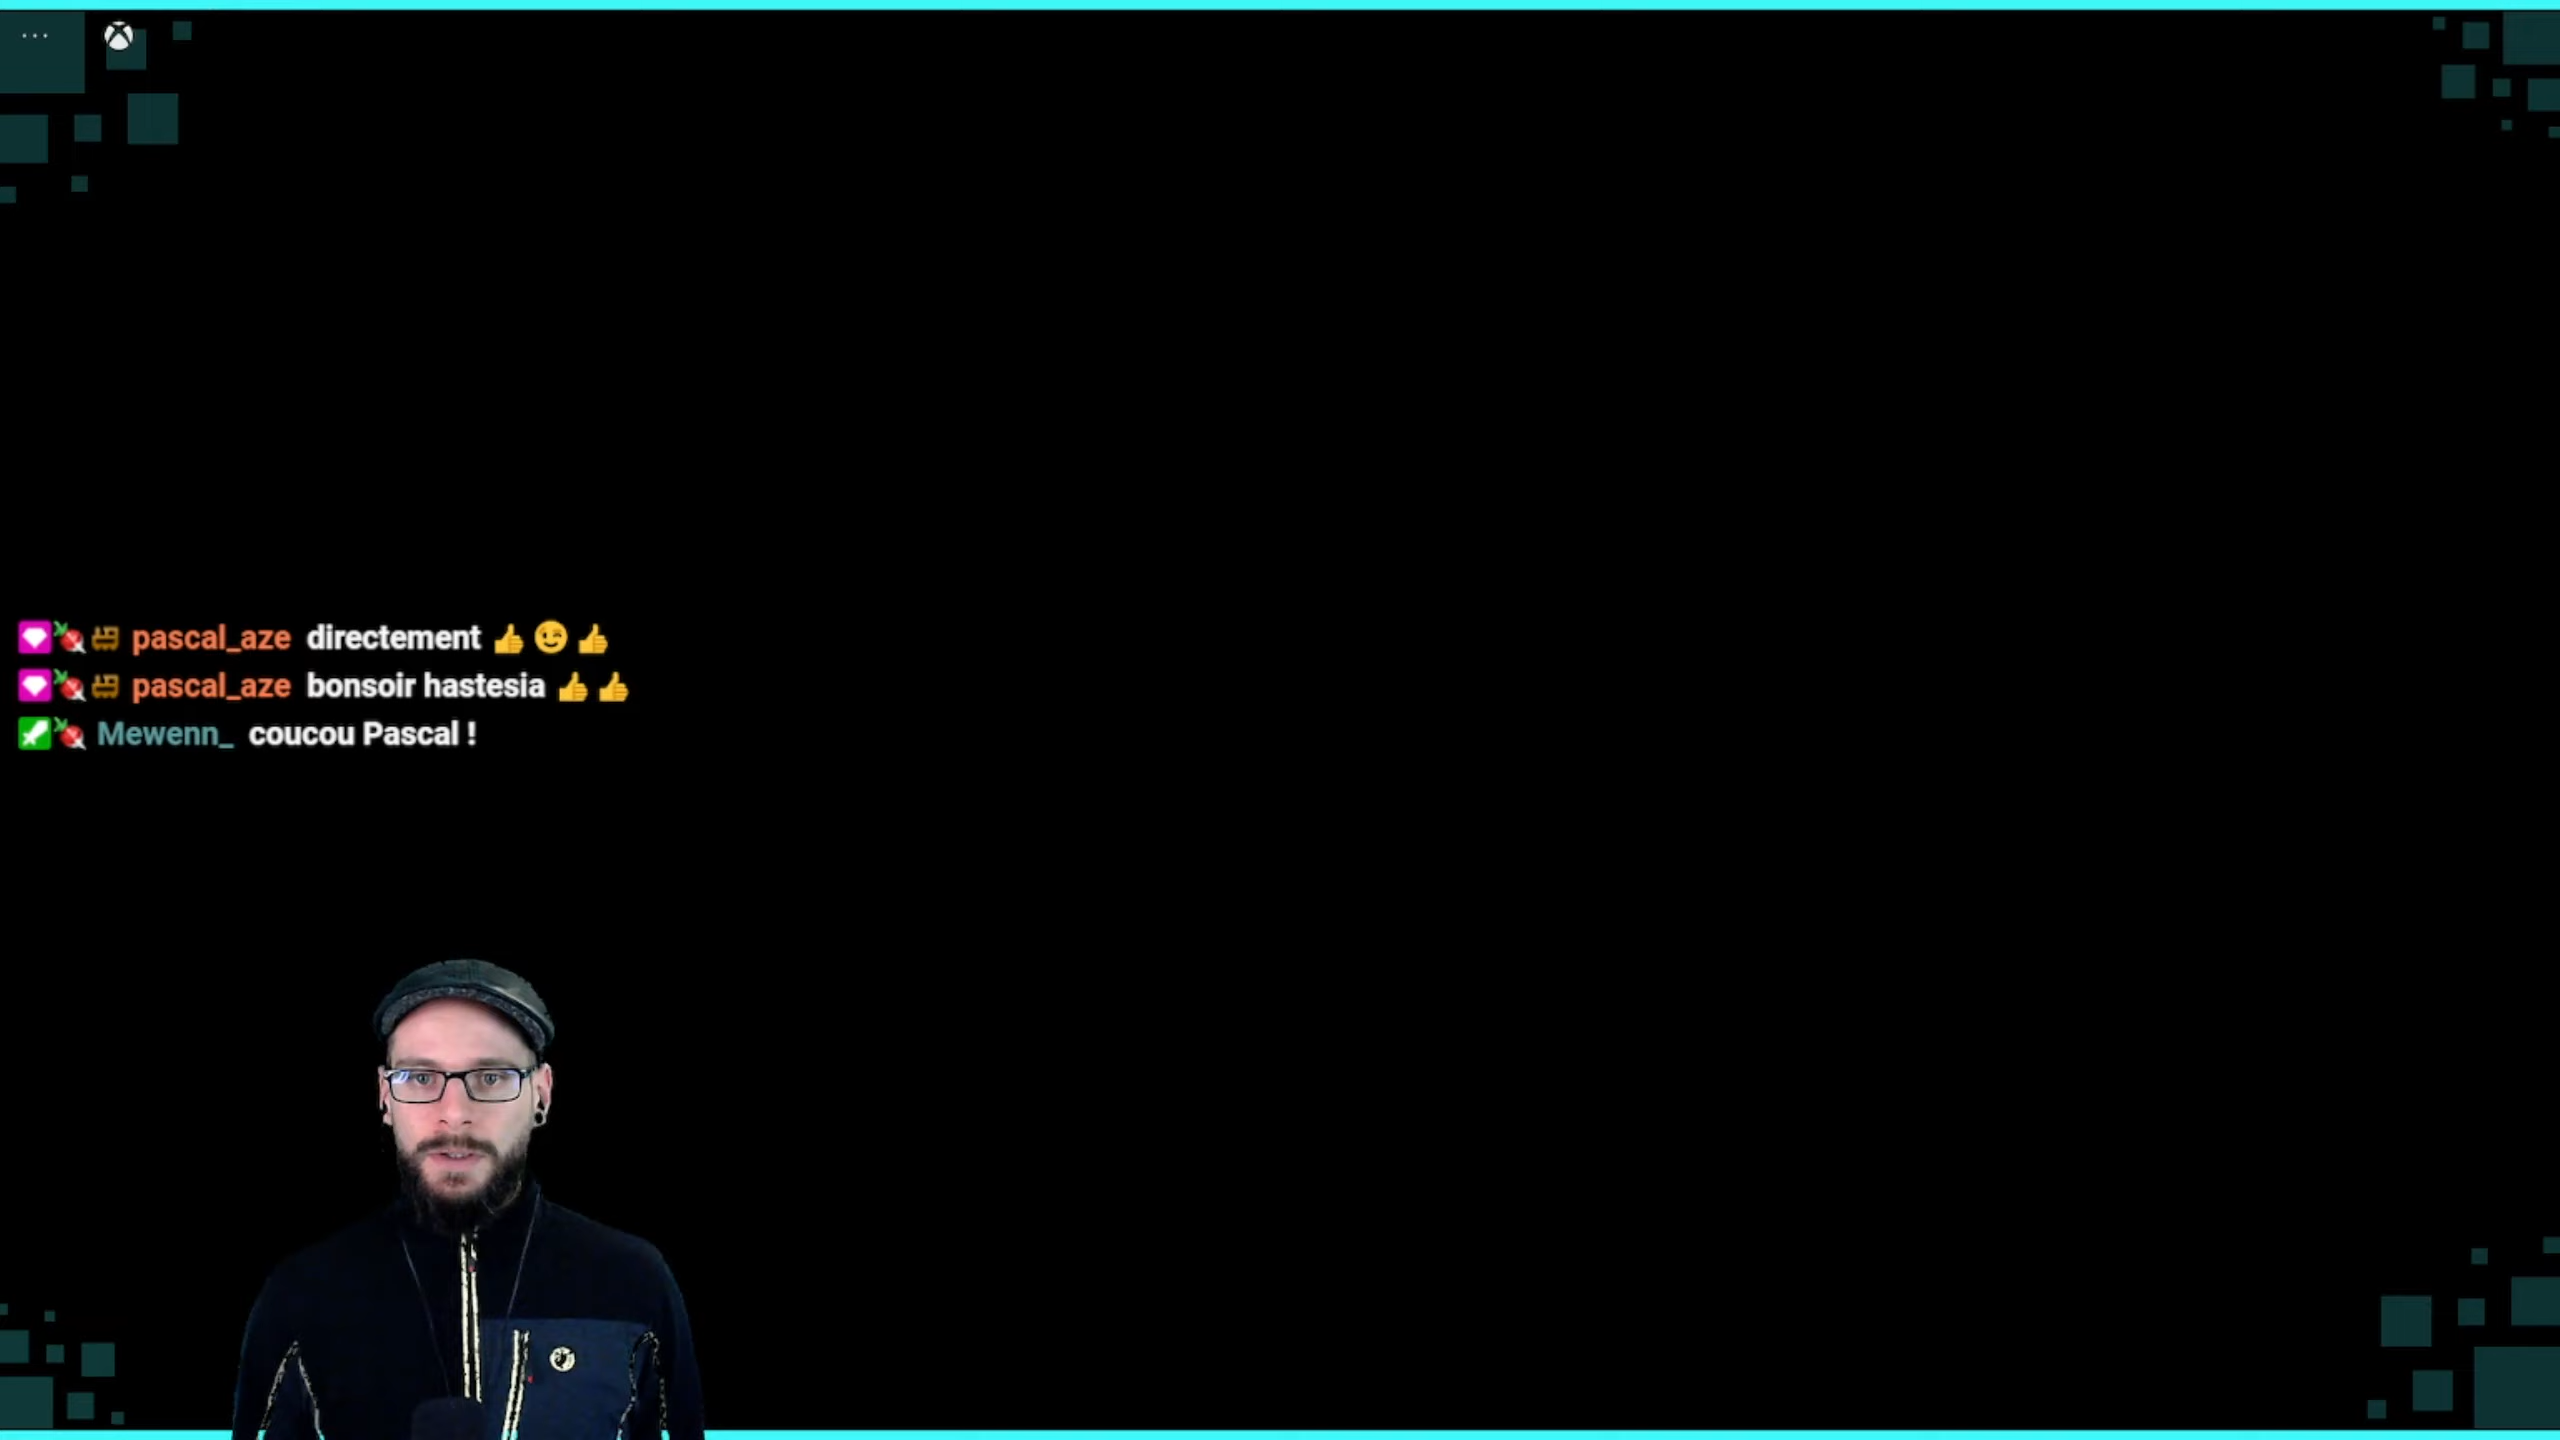 pascal_aze directement 👍 😉 👍
pascal_aze bonsoir hastesia 👍 👍
Mewenn_ coucou Pascal !